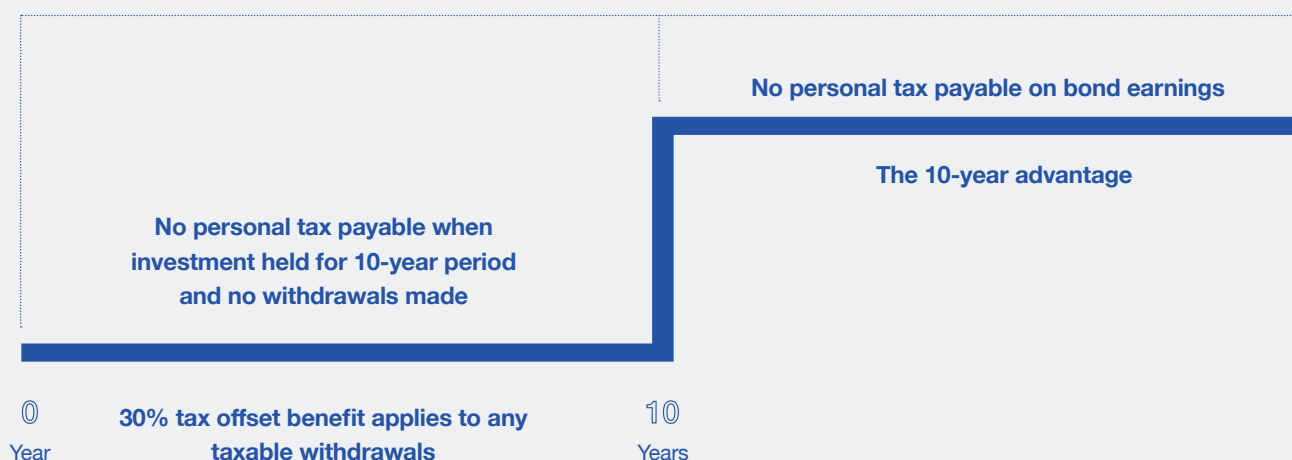 No personal tax payable on bond earnings
The 10-year advantage
No personal tax payable when
investment held for 10-year period
and no withdrawals made
0
Year
30% tax offset benefit applies to any
taxable withdrawals
10
Years